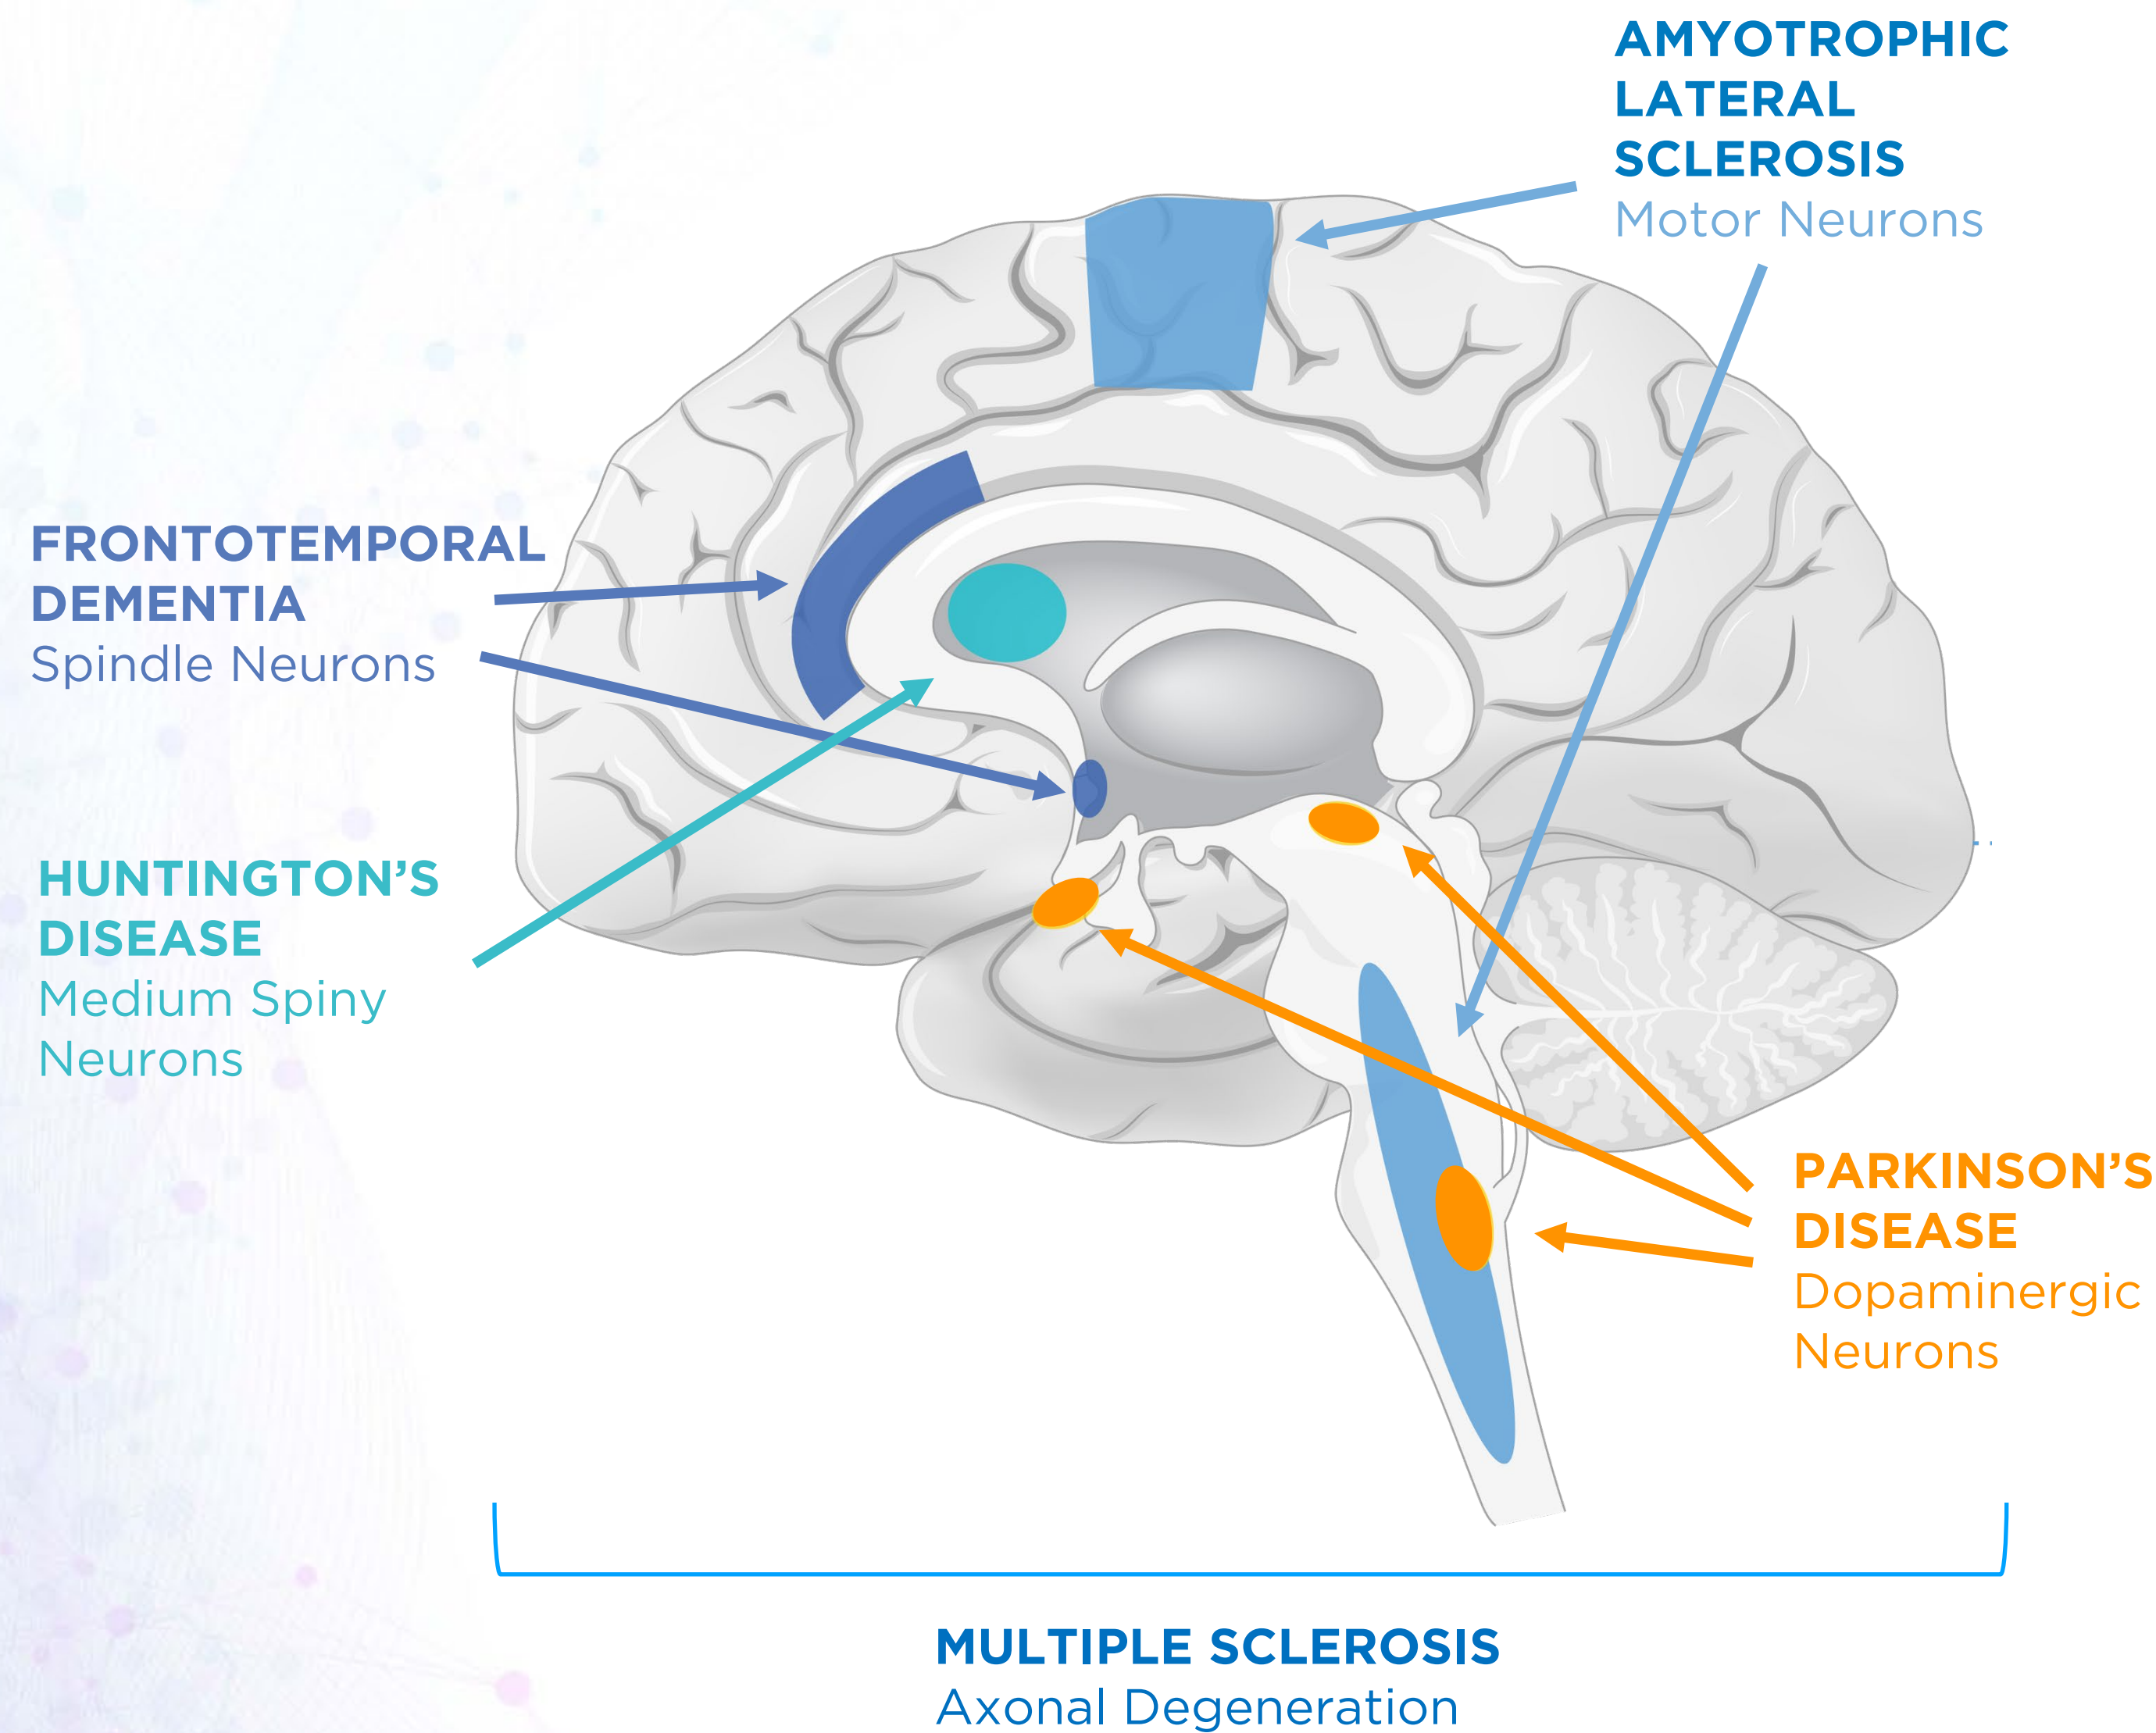 AMYOTROPHIC
LATERAL
SCLEROSIS
Motor Neurons
FRONTOTEMPORAL
DEMENTIA
Spindle Neurons
HUNTINGTON’S
DISEASE
Medium Spiny
Neurons
PARKINSON’S
DISEASE
Dopaminergic
Neurons
MULTIPLE SCLEROSIS
Axonal Degeneration